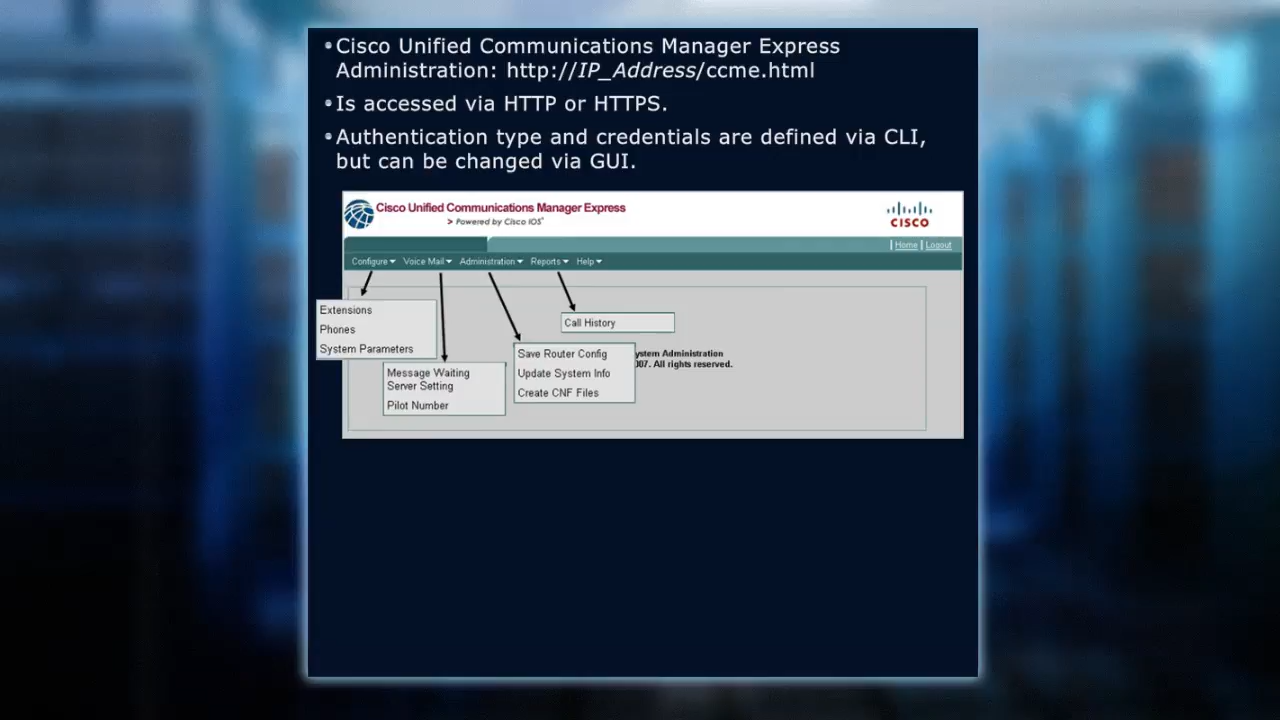 Cisco Unified Communications Manager Express
Administration: http://IP_Address/ccme.html
Is accessed via HTTP or HTTPS.
Authentication type and credentials are defined via CLI,
but can be changed via GUI.
Cisco Unified Communications Manager Express
> Powered by Cisco IOS®
CISCO
Home | Logout
Configure Voice Mail Administration Reports Help
Extensions
Phones
System Parameters
Message Waiting
Server Setting
Pilot Number
Save Router Config
Update System Info
Create CNF Files
Call History
ystem Administration
007. All rights reserved.